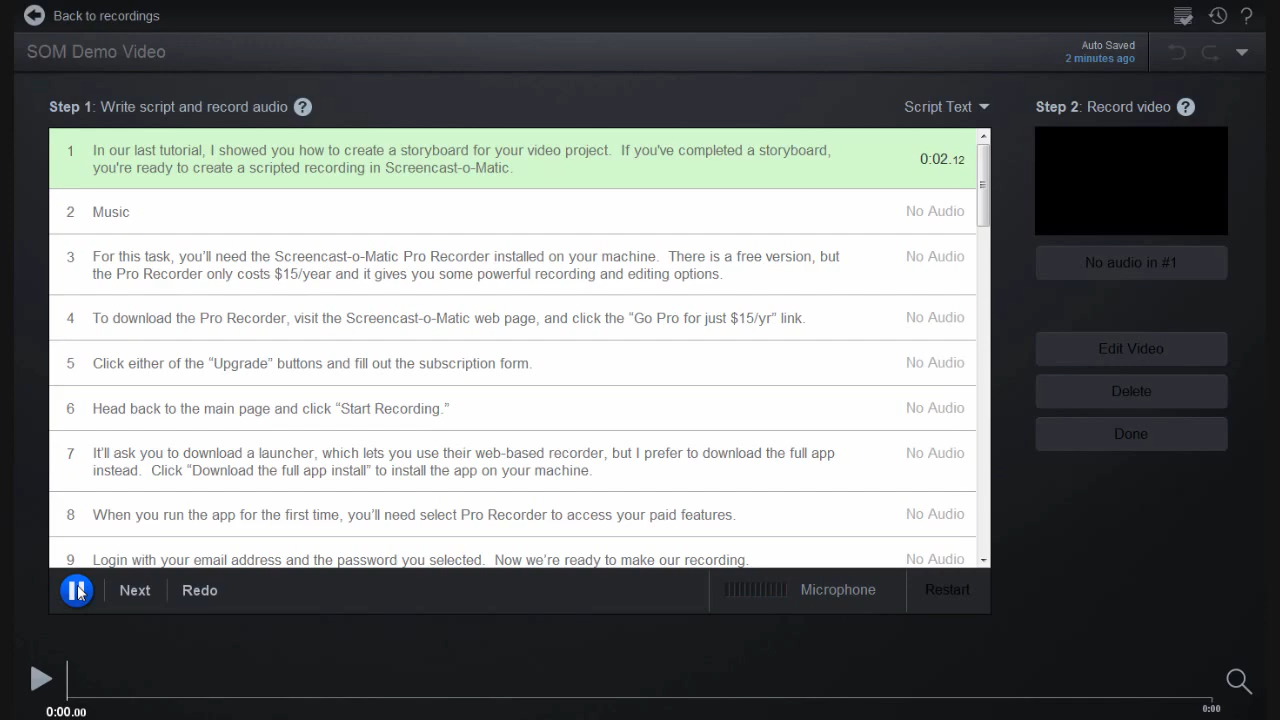 Back to recordings
SOM Demo Video
Auto Saved
2 minutes ago
Step 1: Write script and record audio ?
Script Text
Step 2: Record video ?
1 In our last tutorial, I showed you how to create a storyboard for your video project.  If you've completed a storyboard,
you're ready to create a scripted recording in Screencast-o-Matic.
0:02.12
2 Music No Audio
3 For this task, you'll need the Screencast-o-Matic Pro Recorder installed on your machine.  There is a free version, but
the Pro Recorder only costs $15/year and it gives you some powerful recording and editing options.
No Audio
4 To download the Pro Recorder, visit the Screencast-o-Matic web page, and click the “Go Pro for just $15/yr” link. No Audio
5 Click either of the “Upgrade” buttons and fill out the subscription form. No Audio
6 Head back to the main page and click “Start Recording.” No Audio
7 It’ll ask you to download a launcher, which lets you use their web-based recorder, but I prefer to download the full app
instead.  Click “Download the full app install” to install the app on your machine.
No Audio
8 When you run the app for the first time, you’ll need select Pro Recorder to access your paid features. No Audio
9 Login with your email address and the password you selected.  Now we’re ready to make our recording. No Audio
No audio in #1
Edit Video
Delete
Done
Next
Redo
Microphone
Restart
0:00.00
0:00